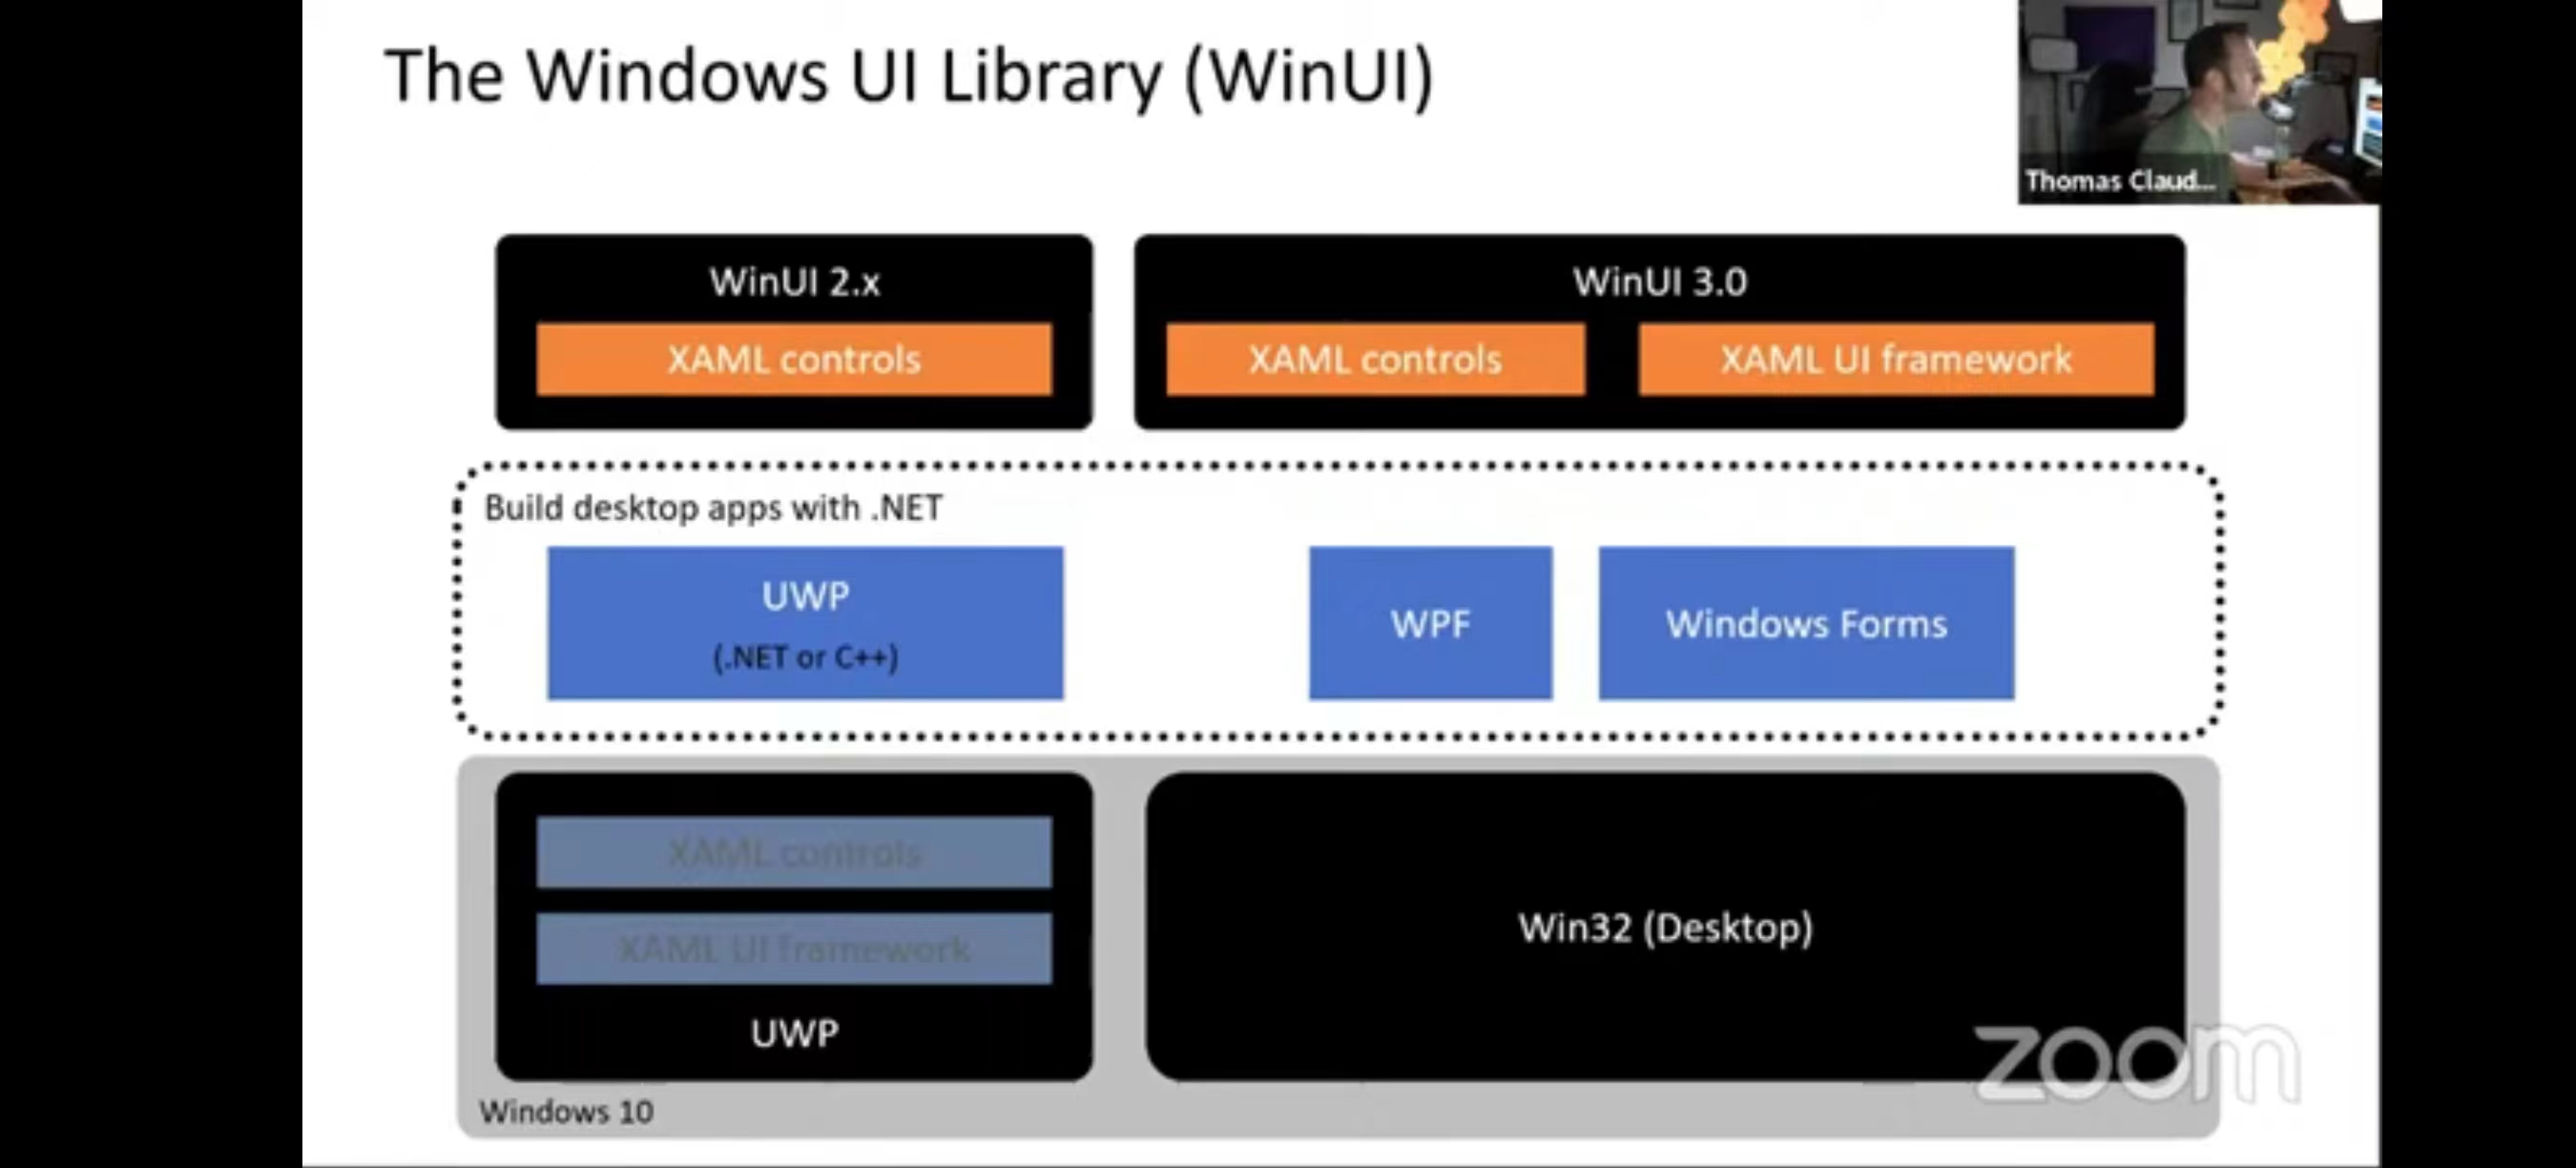 The Windows UI Library (WinUI)
Thomas Claud...
WinUI 2.x
XAML controls
WinUI 3.0
XAML controls
XAML UI framework
Build desktop apps with .NET
UWP
(.NET or C++)
WPF
Windows Forms
XAML controls
XAML UI framework
UWP
Win32 (Desktop)
Windows 10
zoom